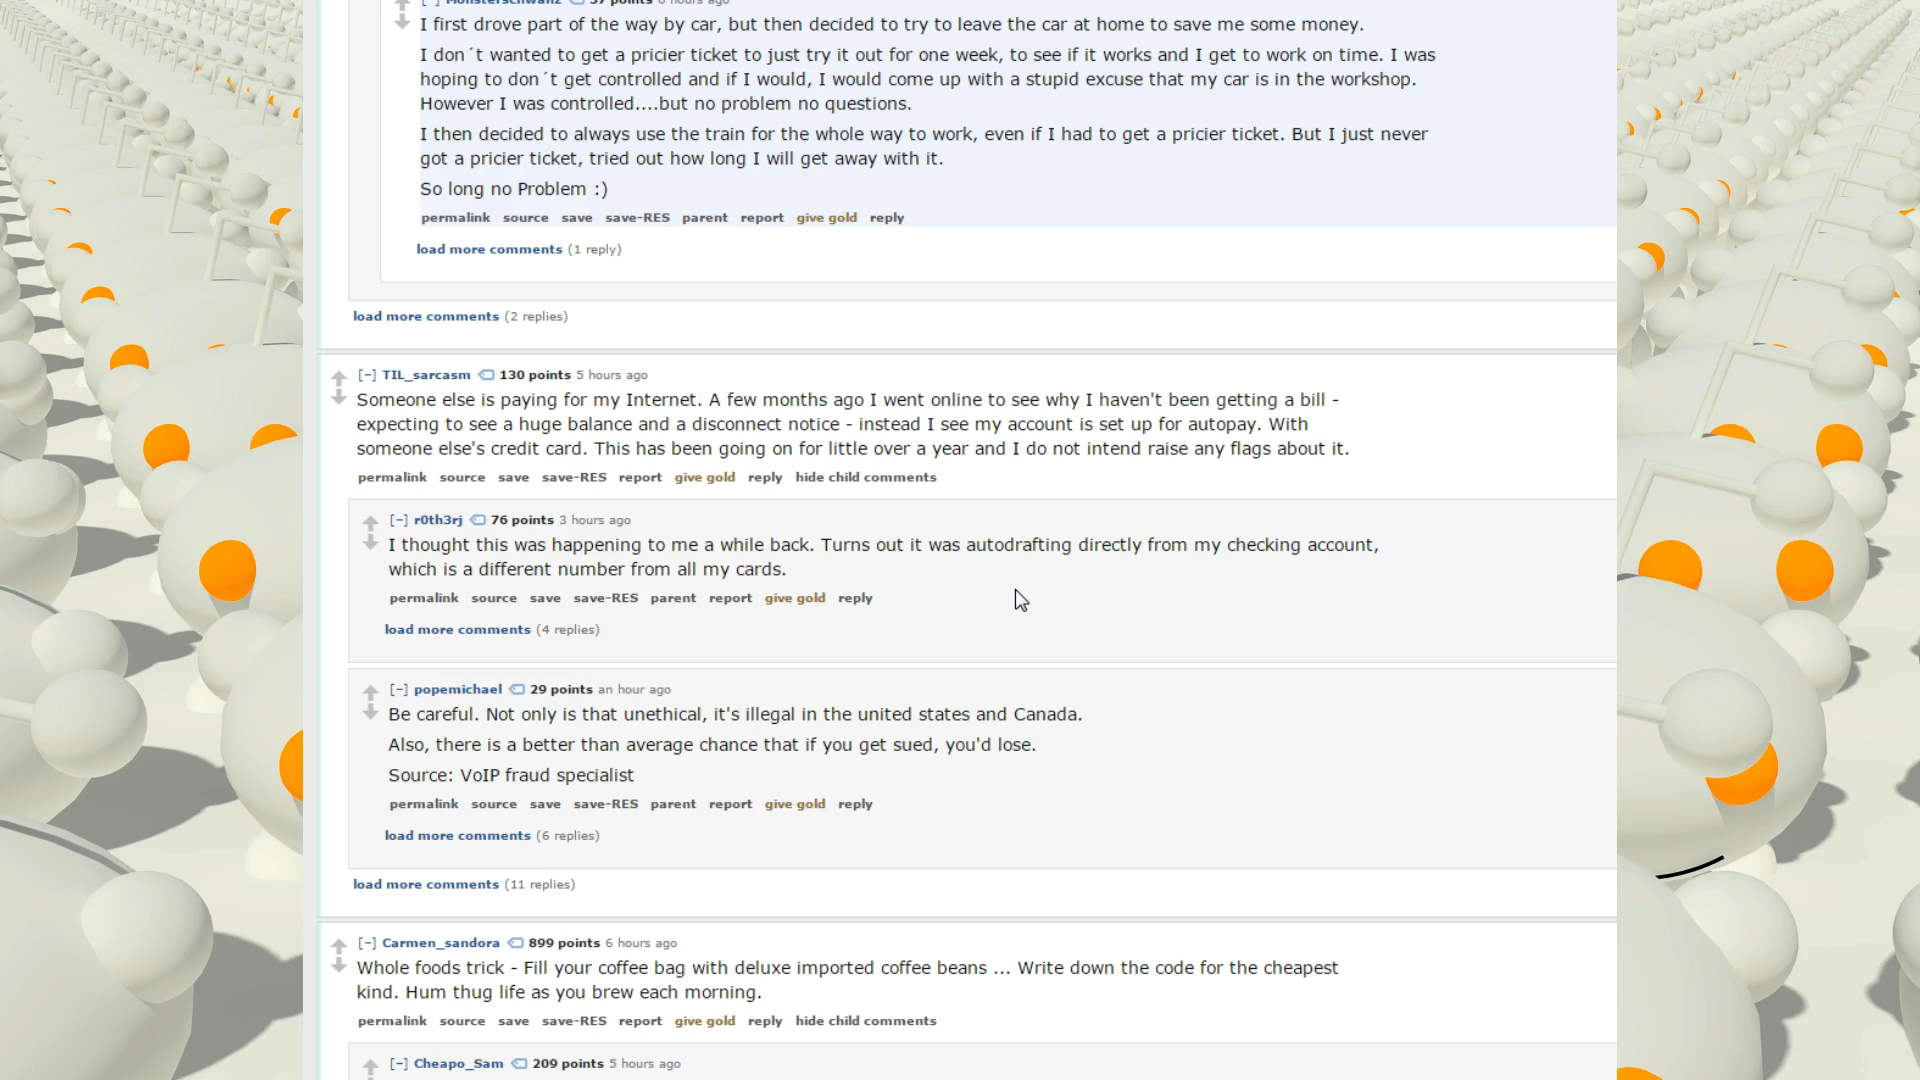 [-] Monsterschwanz 37 points 6 hours ago
I first drove part of the way by car, but then decided to try to leave the car at home to save me some money.
I don´t wanted to get a pricier ticket to just try it out for one week, to see if it works and I get to work on time. I was
hoping to don´t get controlled and if I would, I would come up with a stupid excuse that my car is in the workshop.
However I was controlled....but no problem no questions.
I then decided to always use the train for the whole way to work, even if I had to get a pricier ticket. But I just never
got a pricier ticket, tried out how long I will get away with it.
So long no Problem :)
permalink source save save-RES parent report give gold reply
load more comments (1 reply)
load more comments (2 replies)
[-] TIL_sarcasm 130 points 5 hours ago
Someone else is paying for my Internet. A few months ago I went online to see why I haven't been getting a bill -
expecting to see a huge balance and a disconnect notice - instead I see my account is set up for autopay. With
someone else's credit card. This has been going on for little over a year and I do not intend raise any flags about it.
permalink source save save-RES report give gold reply hide child comments
[-] r0th3rj 76 points 3 hours ago
I thought this was happening to me a while back. Turns out it was autodrafting directly from my checking account,
which is a different number from all my cards.
permalink source save save-RES parent report give gold reply
load more comments (4 replies)
[-] popemichael 29 points an hour ago
Be careful. Not only is that unethical, it's illegal in the united states and Canada.
Also, there is a better than average chance that if you get sued, you'd lose.
Source: VoIP fraud specialist
permalink source save save-RES parent report give gold reply
load more comments (6 replies)
load more comments (11 replies)
[-] Carmen_sandora 899 points 6 hours ago
Whole foods trick - Fill your coffee bag with deluxe imported coffee beans ... Write down the code for the cheapest
kind. Hum thug life as you brew each morning.
permalink source save save-RES report give gold reply hide child comments
[-] Cheapo_Sam 209 points 5 hours ago